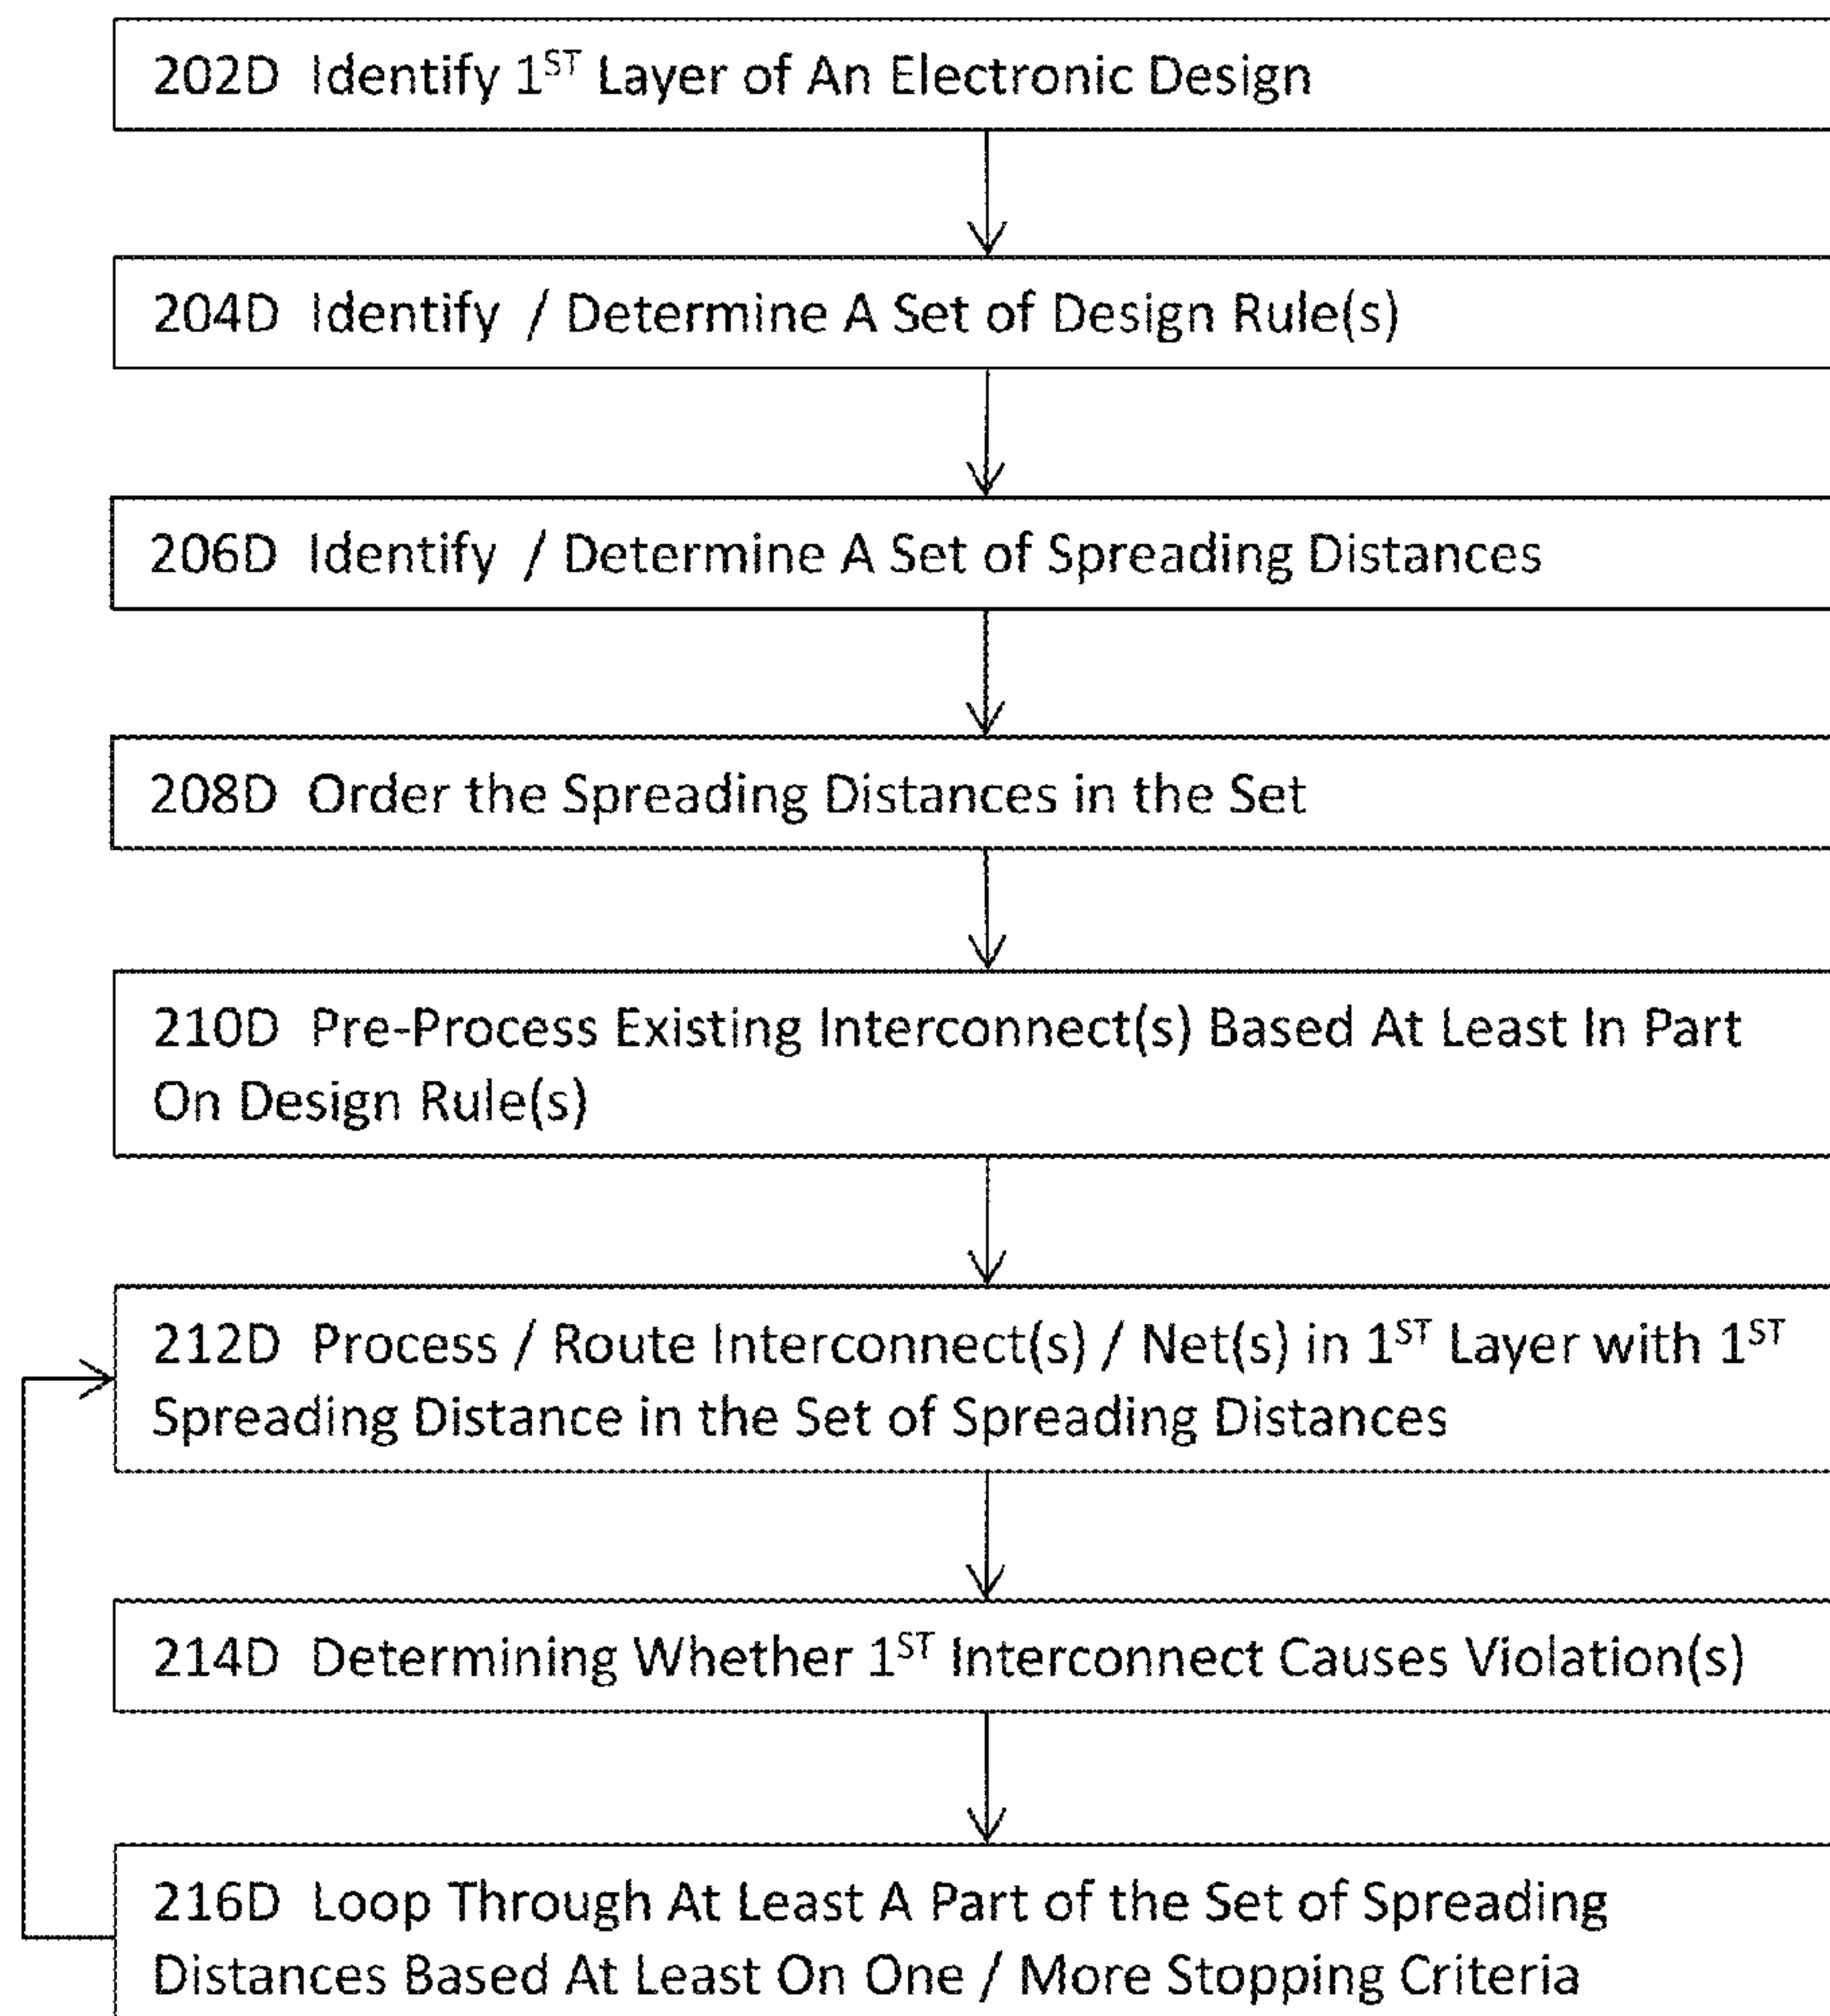 202D Identify 1ST Layer of An Electronic Design
204D Identify / Determine A Set of Design Rule(s)
206D Identify / Determine A Set of Spreading Distances
208D Order the Spreading Distances in the Set
210D Pre-Process Existing Interconnect(s) Based At Least In Part
On Design Rule(s)
212D Process / Route Interconnect(s) / Net(s) in 1ST Layer with 1ST
Spreading Distance in the Set of Spreading Distances
214D Determining Whether 1ST Interconnect Causes Violation(s)
216D Loop Through At Least A Part of the Set of Spreading
Distances Based At Least On One / More Stopping Criteria